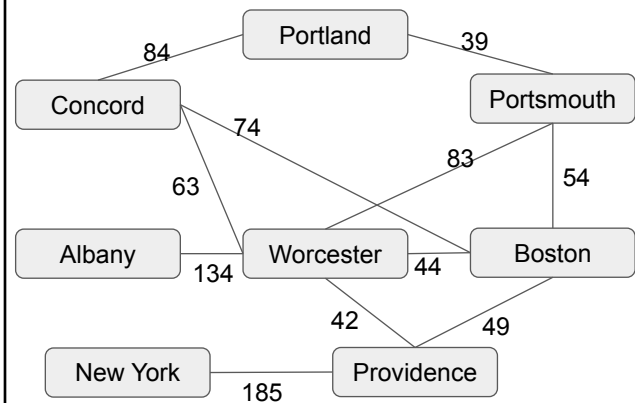 Portland
84
39
Concord
Portsmouth
74
83
63
54
Albany
Worcester
Boston
134
44
42
49
New York
Providence
185